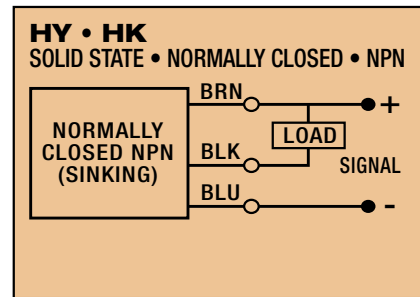 HY • HK
SOLID STATE • NORMALLY CLOSED • NPN
BRN
+
NORMALLY
CLOSED NPN
(SINKING)
LOAD
BLK
SIGNAL
BLU
-